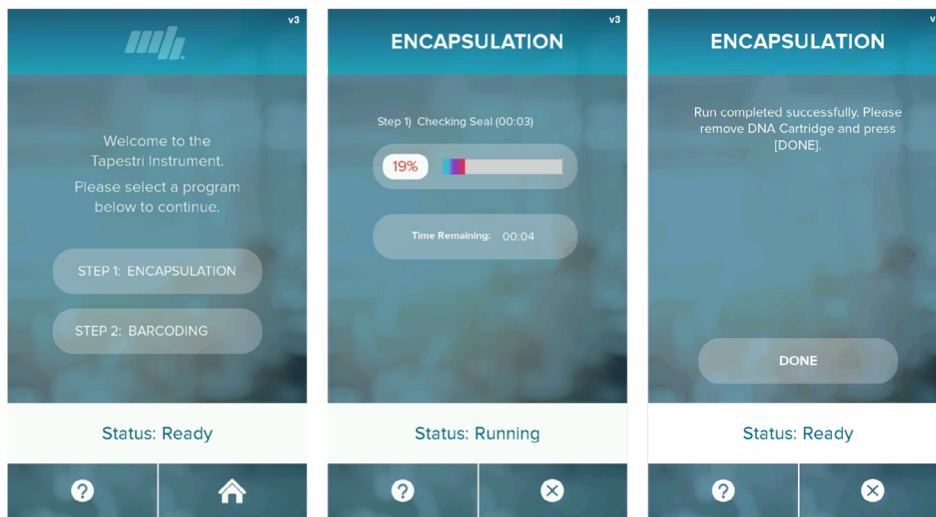 v3
Welcome to the
Tapestri Instrument.
Please select a program
below to continue.
STEP 1: ENCAPSULATION
STEP 2: BARCODING
Status: Ready
?
v3
ENCAPSULATION
Step 1) Checking Seal (00:03)
19%
Time Remaining: 00:04
Status: Running
?
v
ENCAPSULATION
Run completed successfully. Please
remove DNA Cartridge and press
[DONE].
DONE
Status: Ready
?